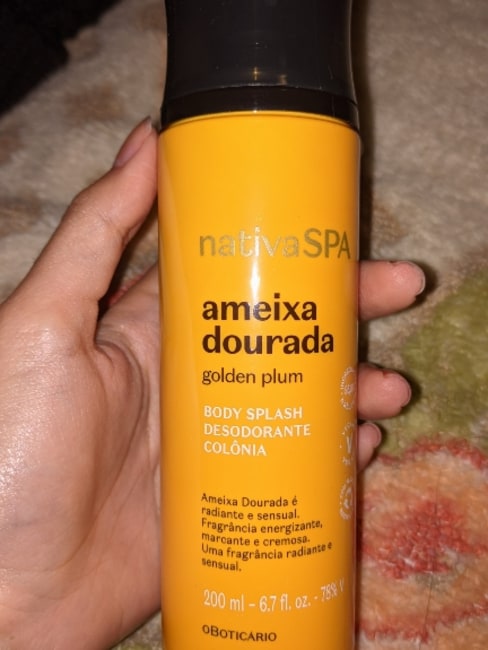 nativaSPA
ameixa
dourada
golden plum
BODY SPLASH
DESODORANTE
COLÔNIA
Ameixa Dourada é
radiante e sensual.
Fragrância energizante,
marcante e cremosa.
Uma fragrância radiante e
sensual.
200 ml - 6.7 fl. oz. - 78%
oBOTICÁRIO